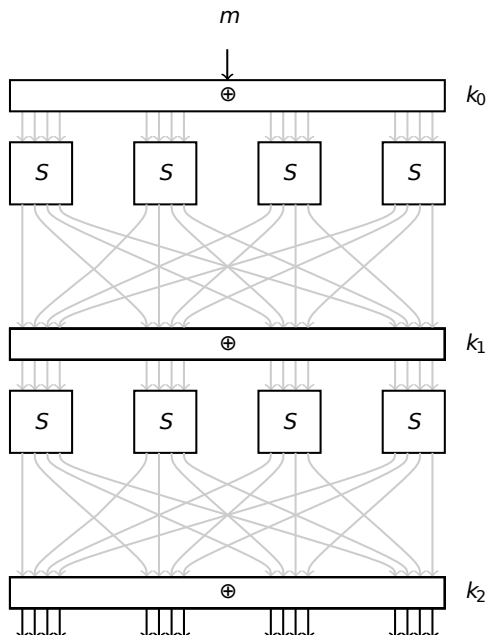 m
⊕ k₀
S S S S
⊕ k₁
S S S S
⊕ k₂